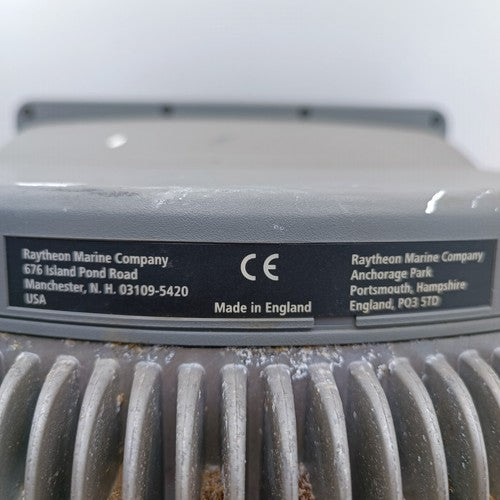 Raytheon Marine Company
676 Island Pond Road
Manchester, N. H. 03109-5420
USA
CE
Made in England
Raytheon Marine Company
Anchorage Park
Portsmouth, Hampshire
England, PO3 5TD